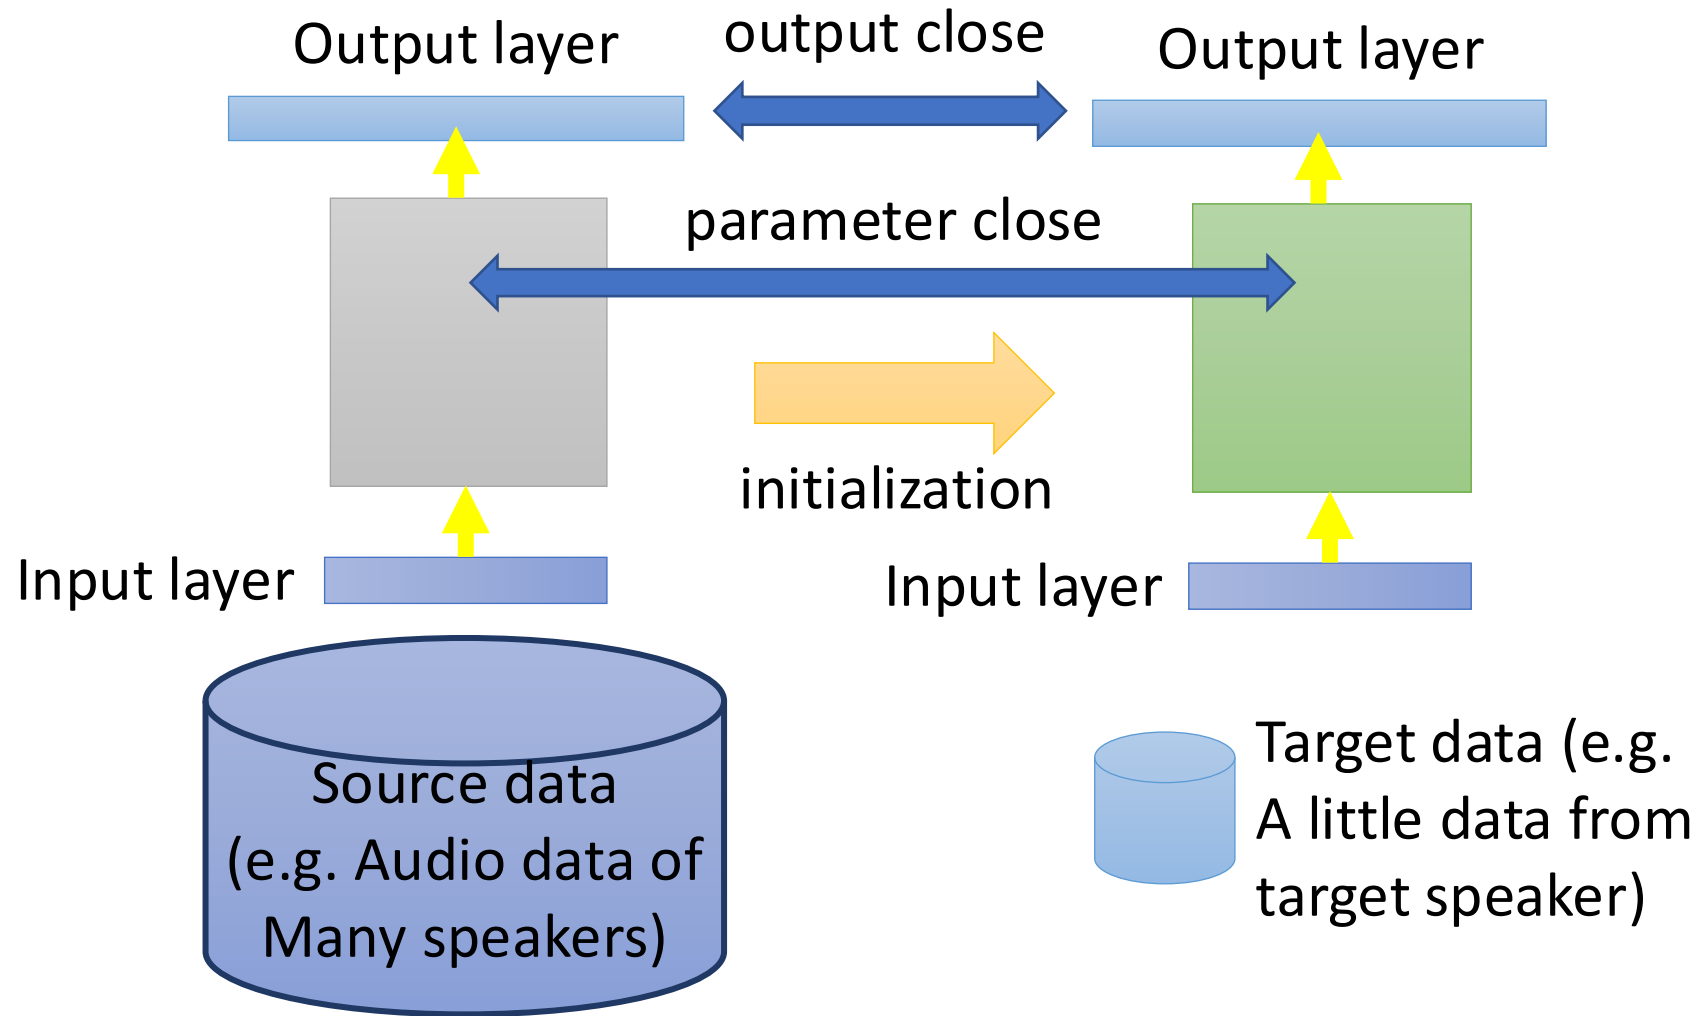 Output layer
output close
Output layer
parameter close
initialization
Input layer
Input layer
Source data
(e.g. Audio data of
Many speakers)
Target data (e.g.
A little data from
target speaker)